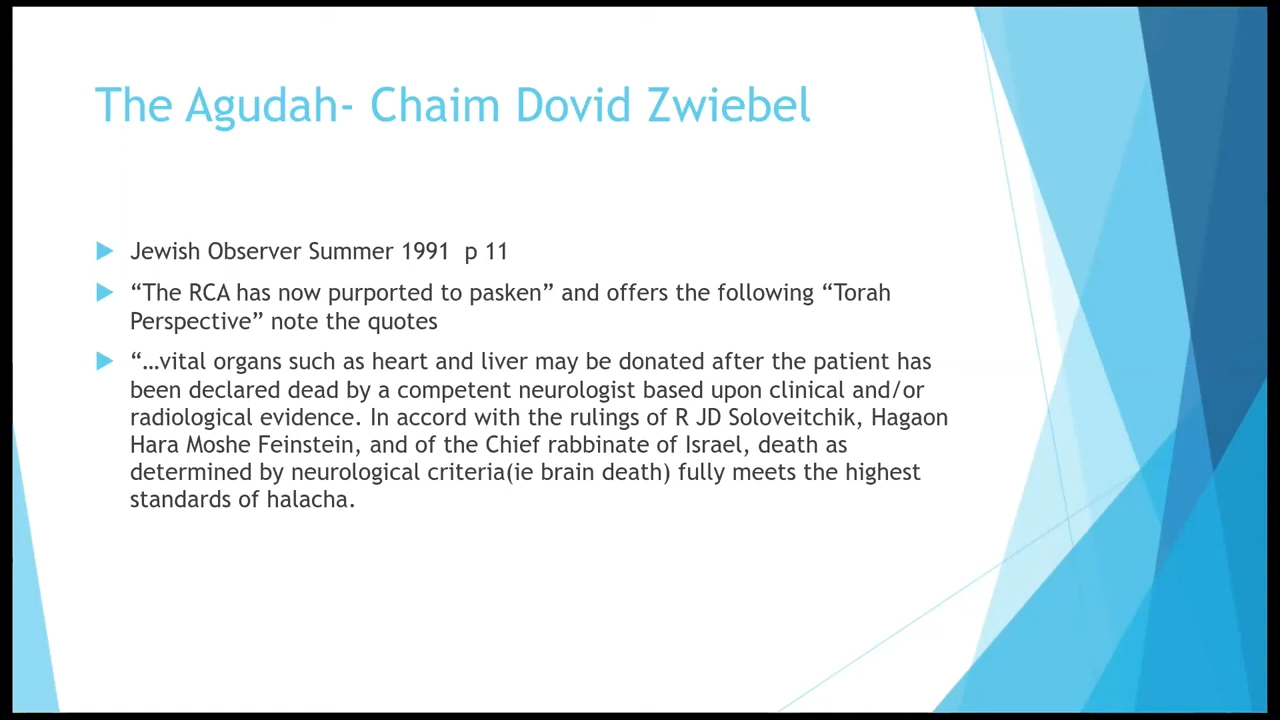 The Agudah- Chaim Dovid Zwiebel
Jewish Observer Summer 1991  p 11
“The RCA has now purported to pasken” and offers the following “Torah
Perspective” note the quotes
“…vital organs such as heart and liver may be donated after the patient has
been declared dead by a competent neurologist based upon clinical and/or
radiological evidence. In accord with the rulings of R JD Soloveitchik, Hagaon
Hara Moshe Feinstein, and of the Chief rabbinate of Israel, death as
determined by neurological criteria(ie brain death) fully meets the highest
standards of halacha.